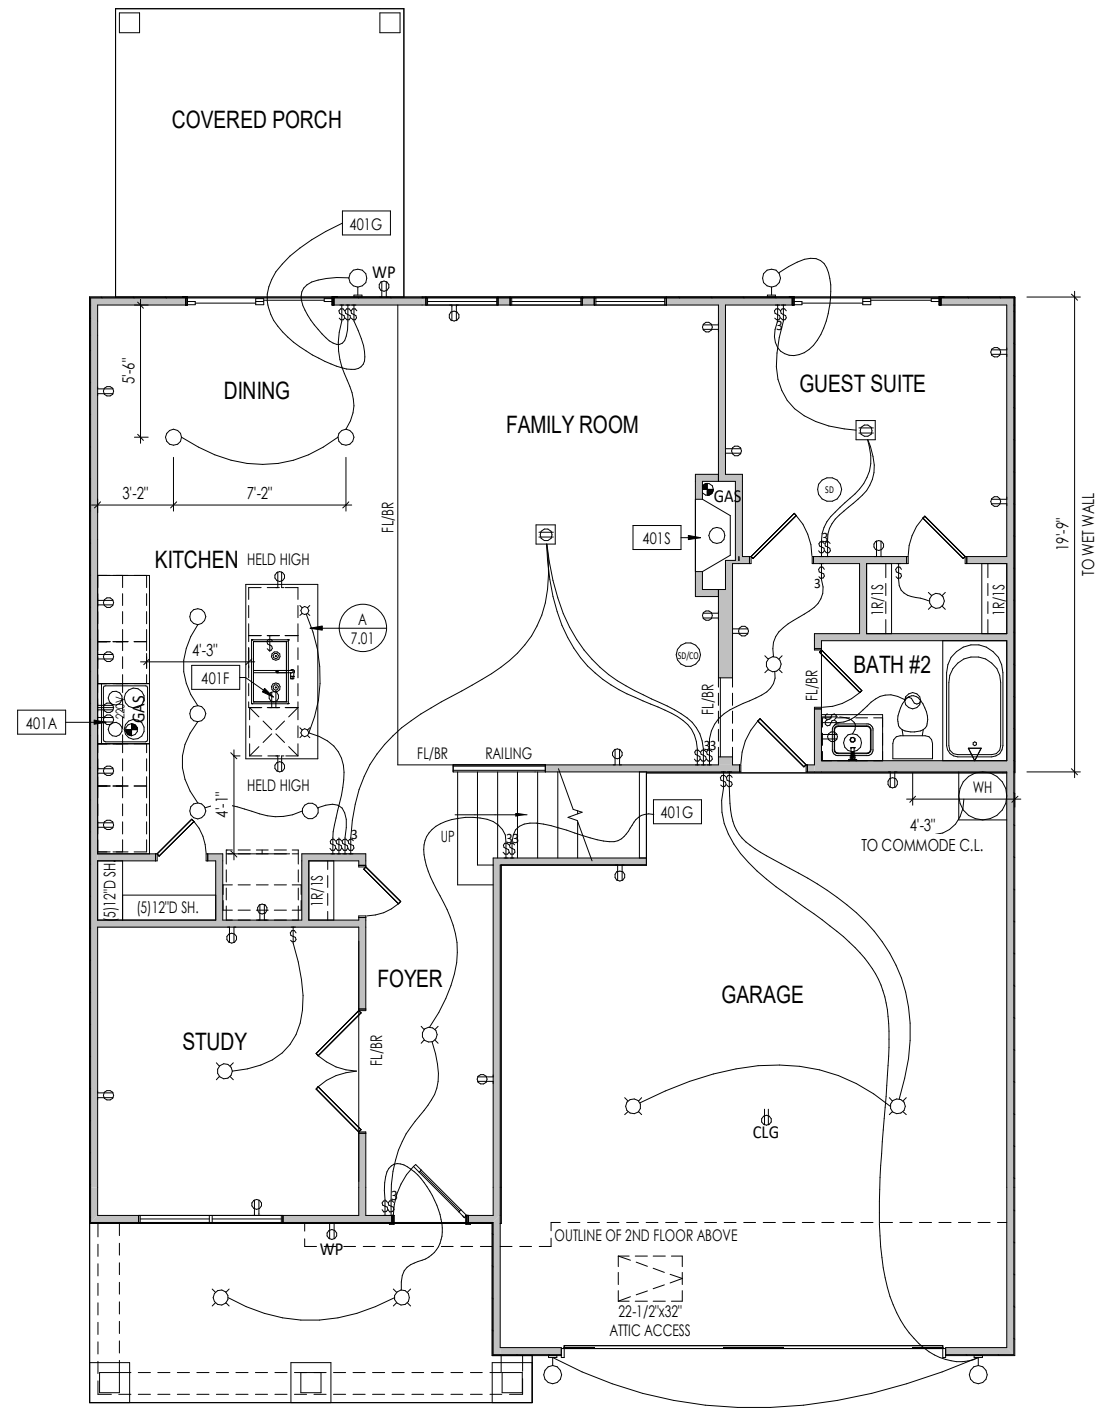 COVERED PORCH
401G
WP
5'-6"
DINING
FAMILY ROOM
GUEST SUITE
3'-2"
7'-2"
FL/BR
GAS
SD
401S
19'-9"
TO WET WALL
KITCHEN
HELD HIGH
1R/1S
1R/1S
A
7.01
4'-3"
SD/CO
BATH #2
401F
FL/BR
FL/BR
220V
GAS
401A
FL/BR
RAILING
HELD HIGH
4'-1"
WH
401G
4'-3"
UP
TO COMMODE C.L.
(5)12"D SH.
(5)12"D SH.
1R/1S
FOYER
GARAGE
STUDY
FL/BR
CLG
WP
OUTLINE OF 2ND FLOOR ABOVE
22-1/2"x32"
ATTIC ACCESS